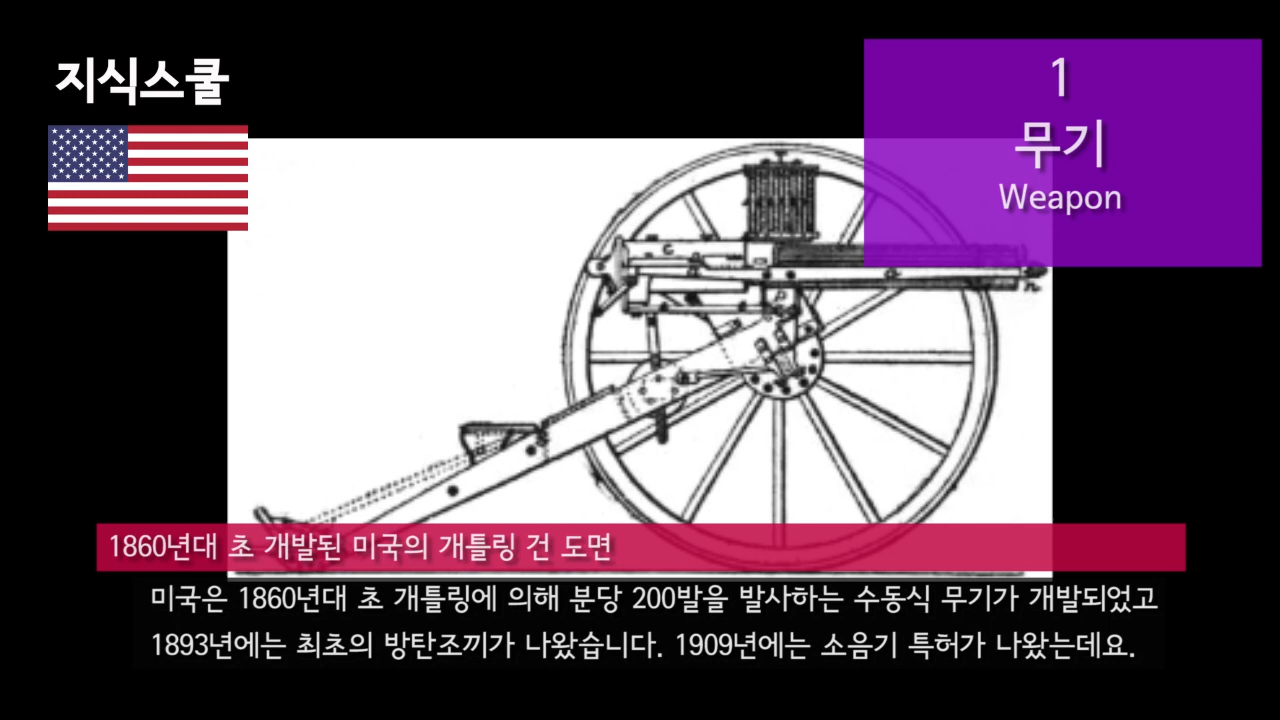 지식스쿨
1
무기
Weapon
1860년대 초 개발된 미국의 개틀링 건 도면
미국은 1860년대 초 개틀링에 의해 분당 200발을 발사하는 수동식 무기가 개발되었고
1893년에는 최초의 방탄조끼가 나왔습니다. 1909년에는 소음기 특허가 나왔는데요.